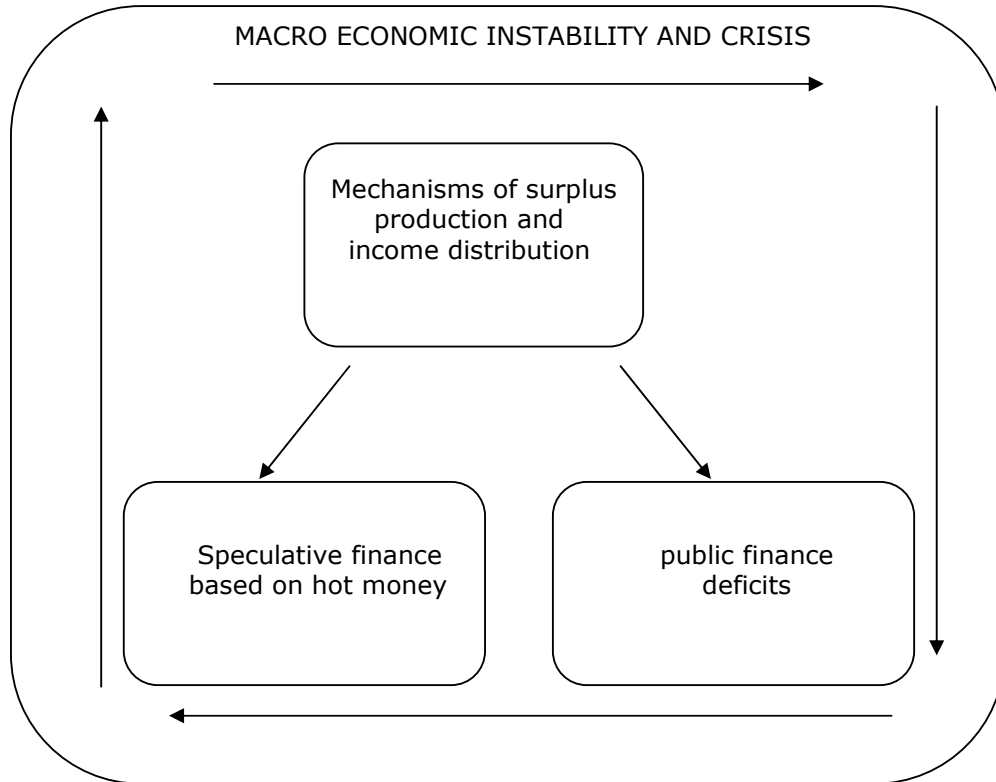 MACRO ECONOMIC INSTABILITY AND CRISIS
Mechanisms of surplus
production and
income distribution
Speculative finance
based on hot money
public finance
deficits